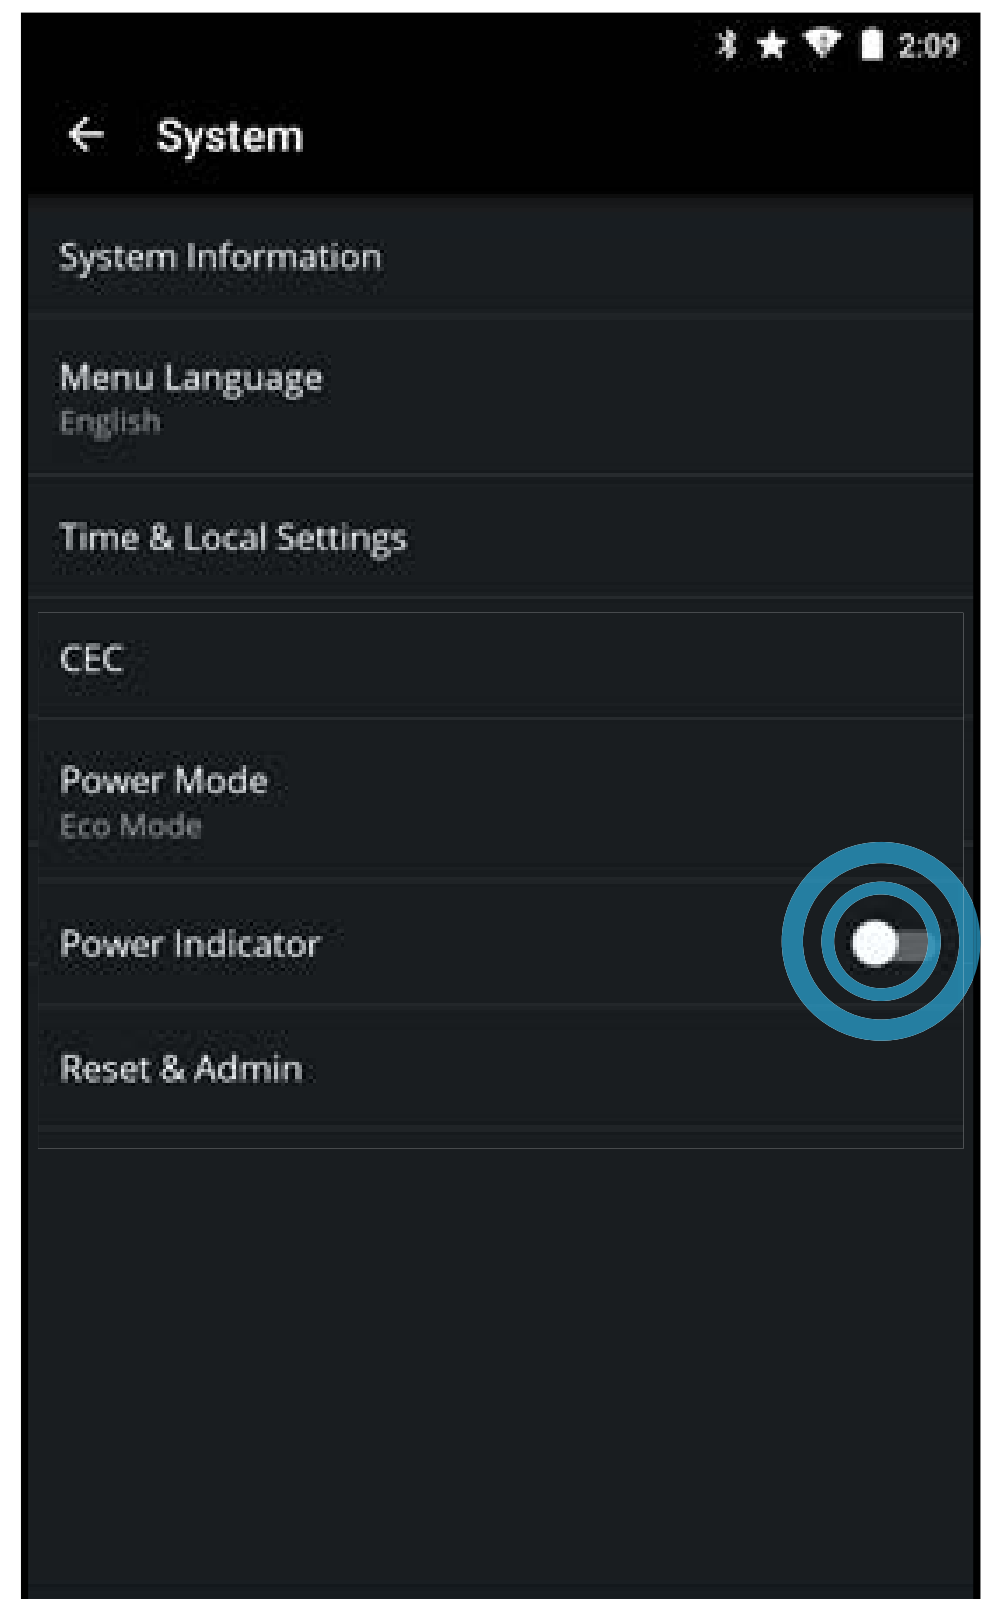 2:09
System
System Information
Menu Language
English
Time & Local Settings
CEC
Power Mode
Eco Mode
Power Indicator
Reset & Admin